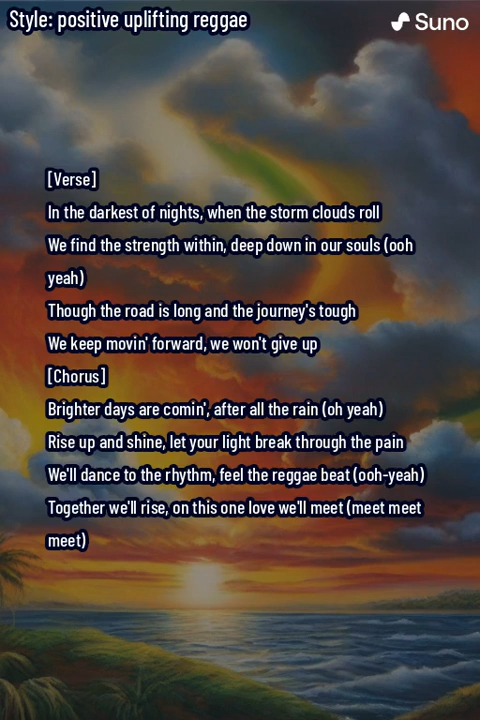 Style: positive uplifting reggae
Suno
[Verse]
In the darkest of nights, when the storm clouds roll
We find the strength within, deep down in our souls (ooh
yeah)
Though the road is long and the journey's tough
We keep movin' forward, we won't give up
[Chorus]
Brighter days are comin', after all the rain (oh yeah)
Rise up and shine, let your light break through the pain
We'll dance to the rhythm, feel the reggae beat (ooh-yeah)
Together we'll rise, on this one love we'll meet (meet meet
meet)